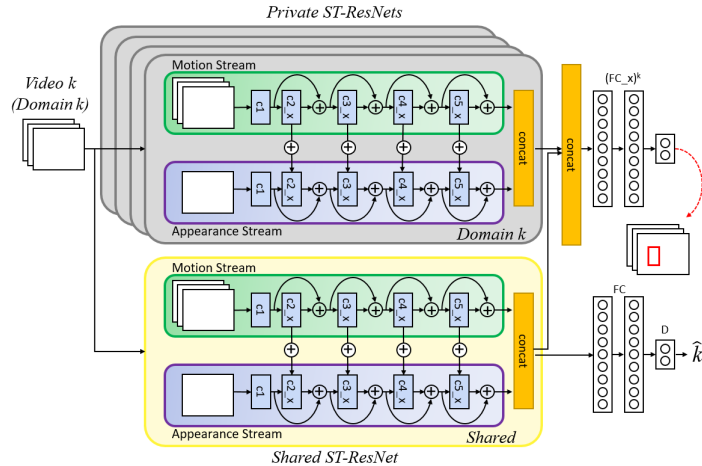 Private ST-ResNets
Video k
(Domain k)
Motion Stream
c1 c2_x c3_x c4_x c5_x
c1 c2_x c3_x c4_x c5_x
Appearance Stream
Domain k
concat
concat
(FC_x)ᵏ
Motion Stream
c1 c2_x c3_x c4_x c5_x
c1 c2_x c3_x c4_x c5_x
Appearance Stream
Shared
concat
FC
D
k̂
Shared ST-ResNet